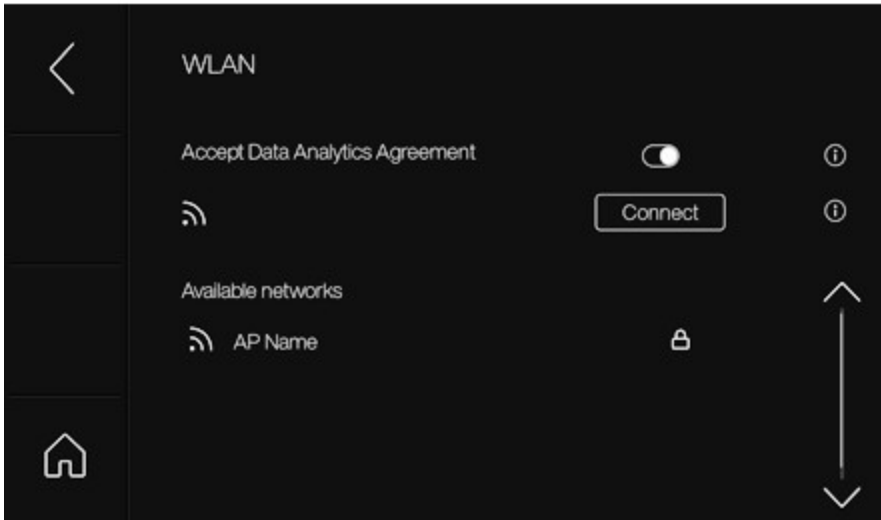 WLAN
Accept Data Analytics Agreement
Connect
Available networks
AP Name